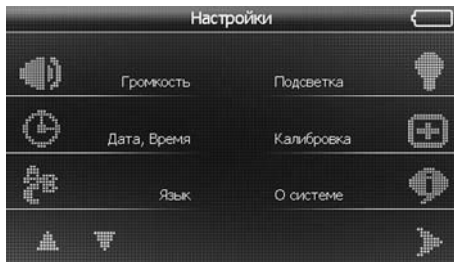 Настройки
Громкость Подсветка
Дата, Время Калибровка
Язык О системе